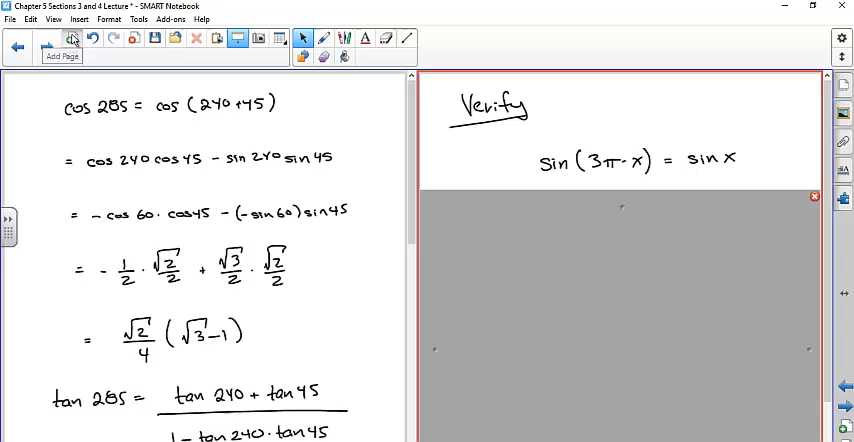 Chapter 5 Sections 3 and 4 Lecture * - SMART Notebook
File Edit View Insert Format Tools Add-ons Help
Add Page
cos 285 = cos (240+45)
= cos 240 cos 45 - sin 240 sin 45
= -cos 60 · cos 45 - (-sin 60) sin 45
= - 1/2 · √2/2 + √3/2 · √2/2
= √2/4 (√3-1)
tan 285 = tan 240 + tan 45
1 - tan 240 · tan 45
Verify
sin (3π-x) = sin x